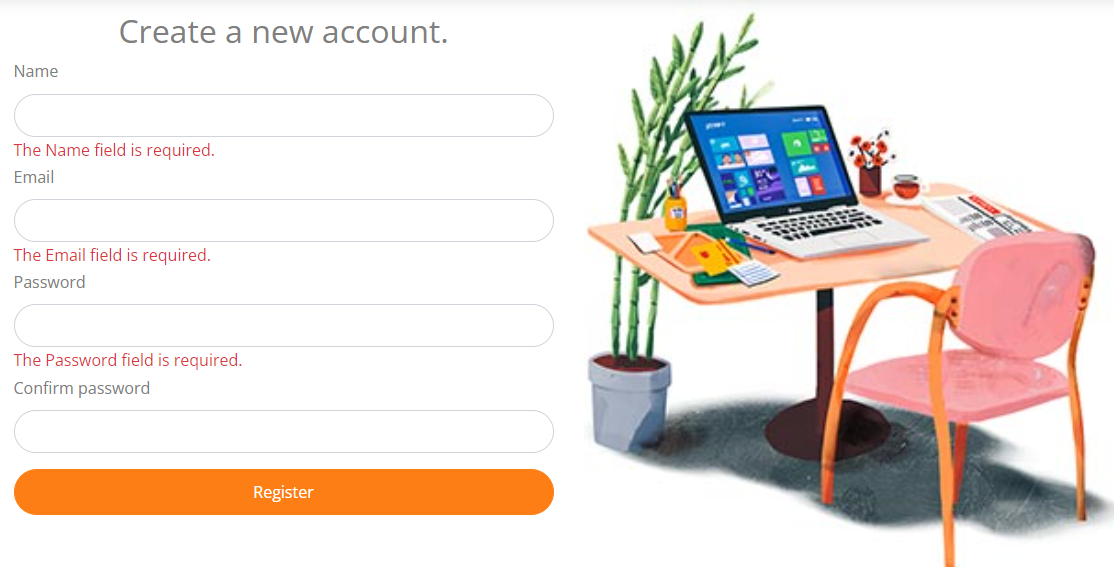 Create a new account.
Name
The Name field is required.
Email
The Email field is required.
Password
The Password field is required.
Confirm password
Register